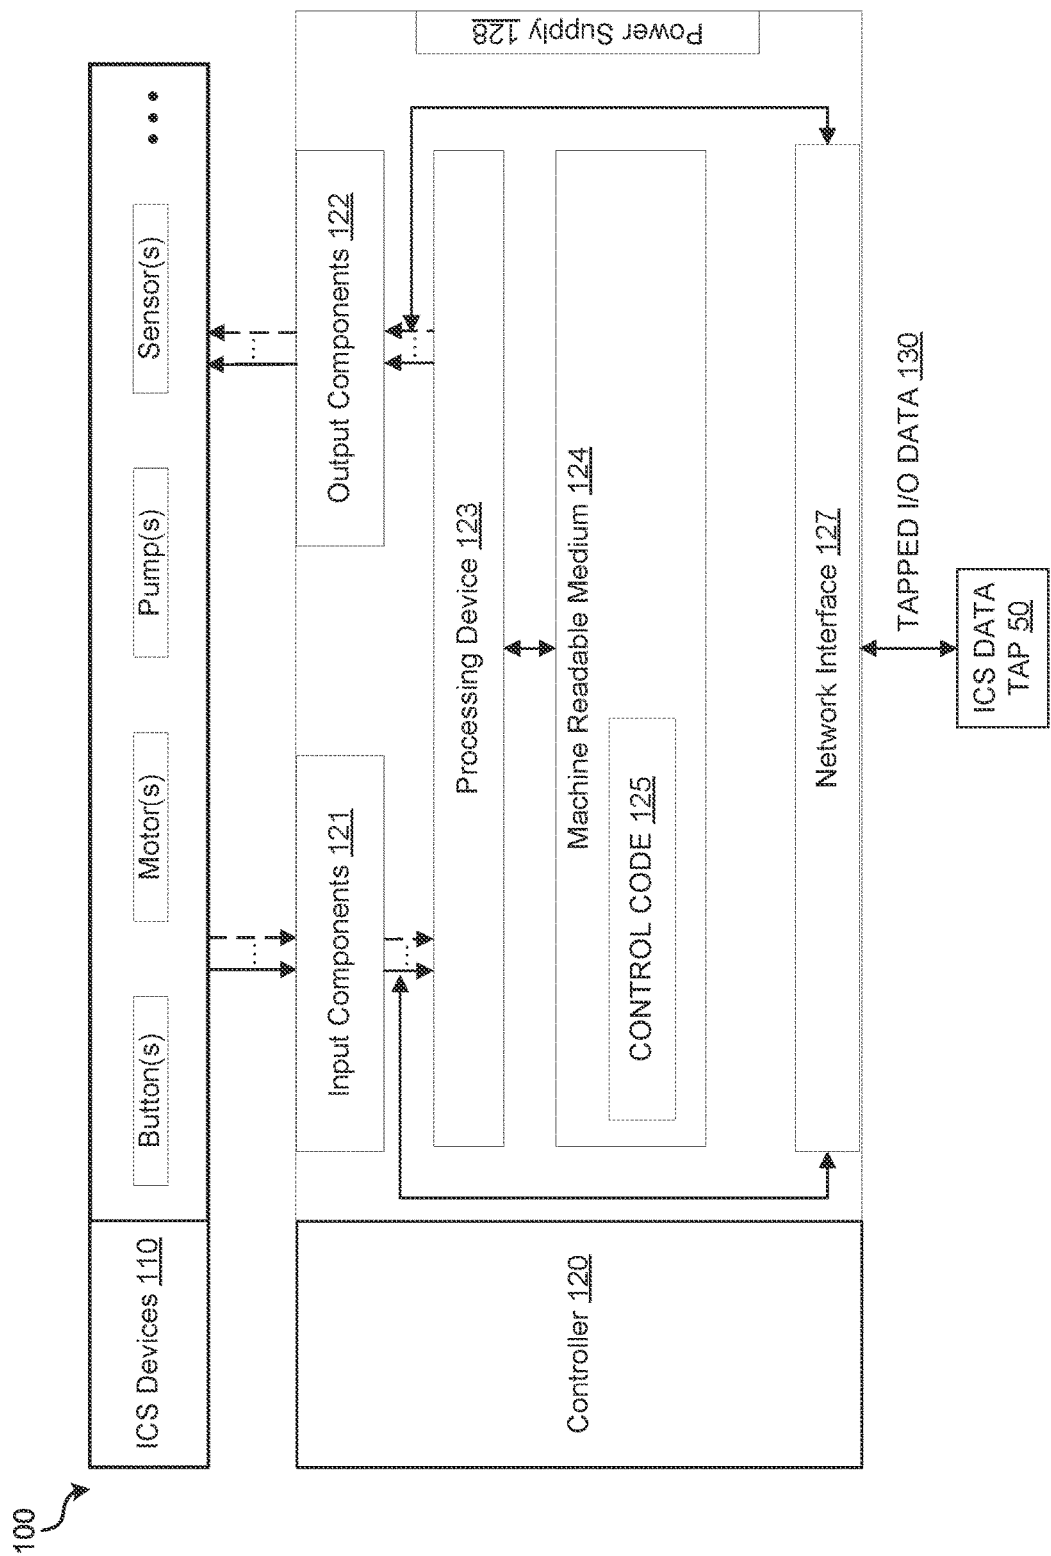 100
ICS Devices 110
Button(s)
Motor(s)
Pump(s)
Sensor(s)
Controller 120
Input Components 121
Output Components 122
Processing Device 123
Machine Readable Medium 124
CONTROL CODE 125
Network Interface 127
Power Supply 128
TAPPED I/O DATA 130
ICS DATA
TAP 50